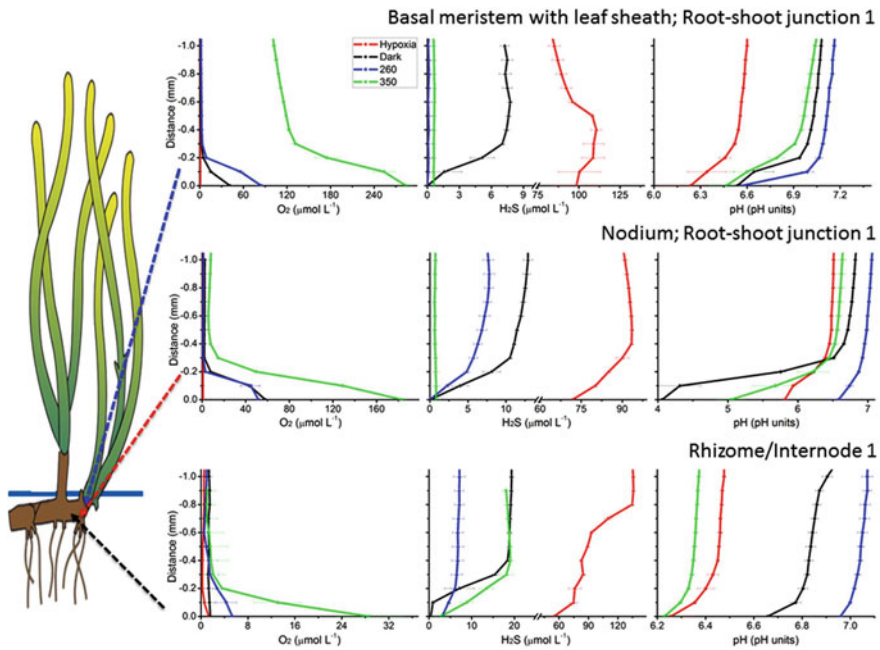 Basal meristem with leaf sheath; Root-shoot junction 1
Hypoxia
Dark
260
350
Distance (mm)
-1.0
-0.8
-0.6
-0.4
-0.2
0.0
0 60 120 180 240
O2 (µmol L-1)
0 3 6 9 75 100 125
H2S (µmol L-1)
6.0 6.3 6.6 6.9 7.2
pH (pH units)
Nodium; Root-shoot junction 1
Distance (mm)
-1.0
-0.8
-0.6
-0.4
-0.2
0.0
0 40 80 120 160
O2 (µmol L-1)
0 5 10 60 75 90
H2S (µmol L-1)
4 5 6 7
pH (pH units)
Rhizome/Internode 1
Distance (mm)
-1.0
-0.8
-0.6
-0.4
-0.2
0.0
0 12 24 36
O2 (µmol L-1)
0 10 20 60 90 120
H2S (µmol L-1)
6.2 6.4 6.6 6.8 7.0
pH (pH units)